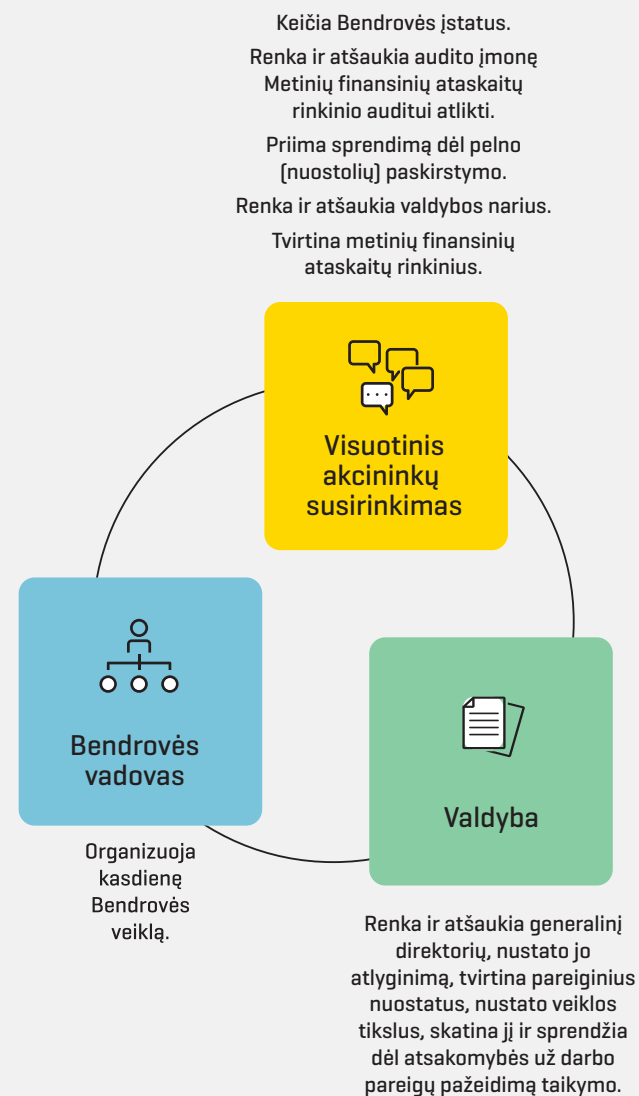 Keičia Bendrovės įstatus.
Renka ir atšaukia audito įmonę
Metinių finansinių ataskaitų
rinkinio auditui atlikti.
Priima sprendimą dėl pelno
(nuostolių) paskirstymo.
Renka ir atšaukia valdybos narius.
Tvirtina metinių finansinių
ataskaitų rinkinius.
Visuotinis
akcininkų
susirinkimas
Bendrovės
vadovas
Organizuoja
kasdienę
Bendrovės
veiklą.
Valdyba
Renka ir atšaukia generalinį
direktorių, nustato jo
atlyginimą, tvirtina pareiginius
nuostatus, nustato veiklos
tikslus, skatina jį ir sprendžia
dėl atsakomybės už darbo
pareigų pažeidimą taikymo.